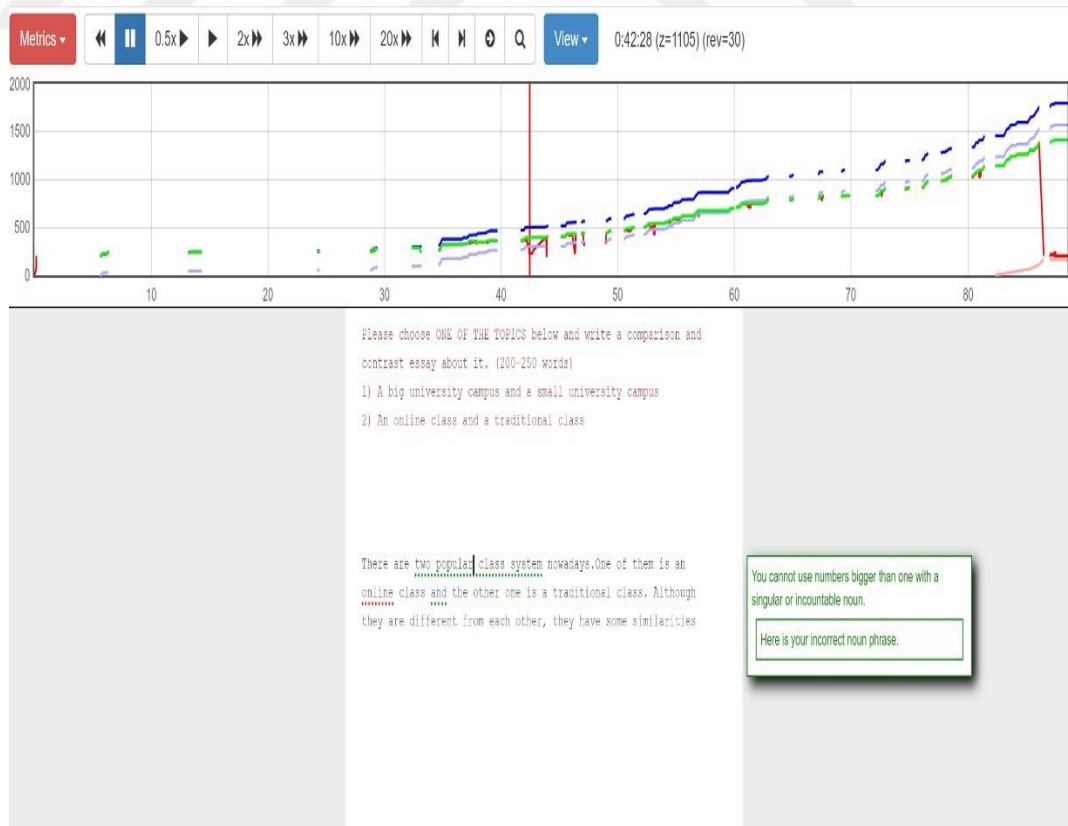 Metrics 0.5x 2x 3x 10x 20x View 0:42:28 (z=1105) (rev=30)
2000
1500
1000
500
0
10 20 30 40 50 60 70 80
Please choose ONE OF THE TOPICS below and write a comparison and
contrast essay about it. (200-250 words)
1) A big university campus and a small university campus
2) An online class and a traditional class
There are two popular class system nowadays.One of them is an
online class and the other one is a traditional class. Although
they are different from each other, they have some similarities
You cannot use numbers bigger than one with a
singular or incountable noun.
Here is your incorrect noun phrase.